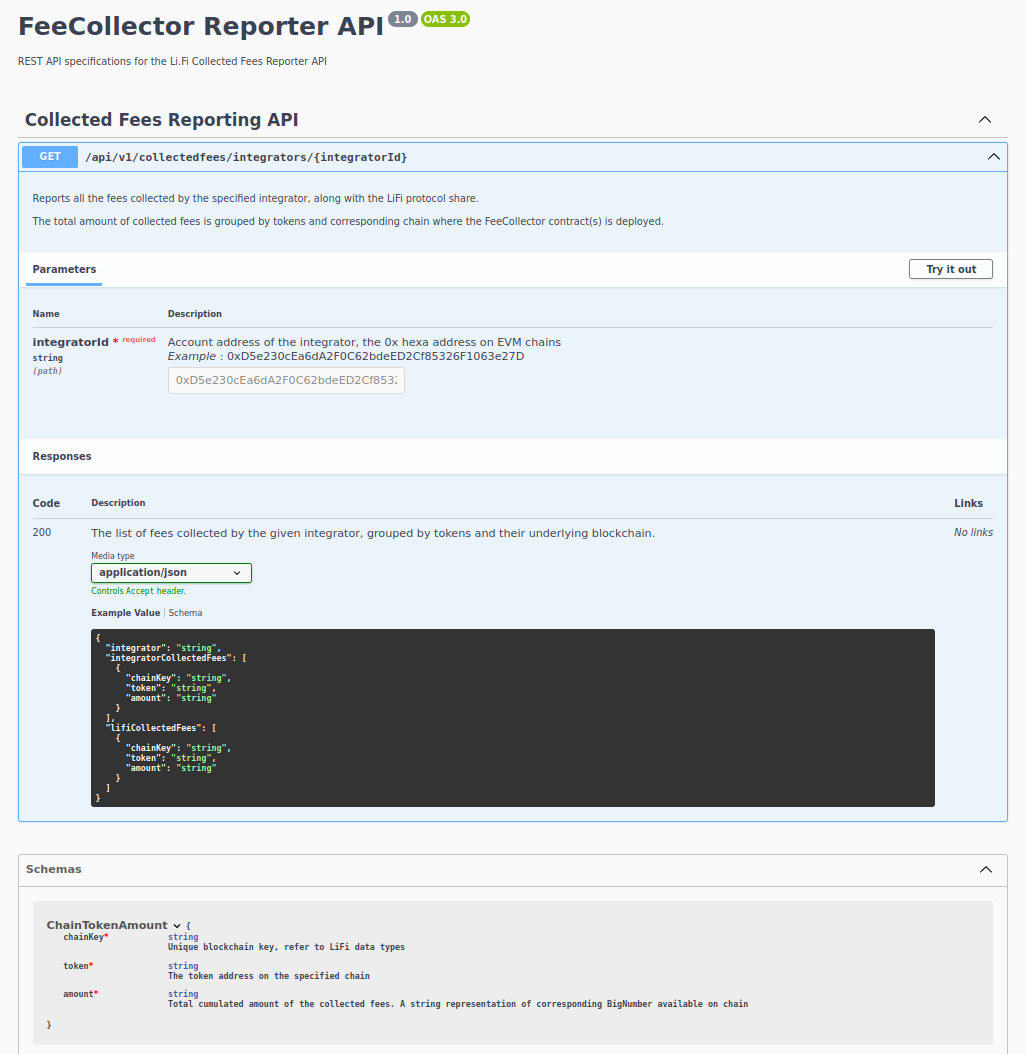 FeeCollector Reporter API 1.0 OAS 3.0
REST API specifications for the Li.Fi Collected Fees Reporter API
Collected Fees Reporting API
GET /api/v1/collectedfees/integrators/{integratorId}
Reports all the fees collected by the specified integrator, along with the LiFi protocol share.
The total amount of collected fees is grouped by tokens and corresponding chain where the FeeCollector contract(s) is deployed.
Parameters Try it out
Name Description
integratorId * required Account address of the integrator, the 0x hexa address on EVM chains
string Example : 0xD5e230cEa6dA2F0C62bdeED2Cf85326F1063e27D
(path) 0xD5e230cEa6dA2F0C62bdeED2Cf8532
Responses
Code Description Links
200 The list of fees collected by the given integrator, grouped by tokens and their underlying blockchain. No links
Media type
application/json
Controls Accept header.
Example Value | Schema
{
  "integrator": "string",
  "integratorCollectedFees": [
    {
      "chainKey": "string",
      "token": "string",
      "amount": "string"
    }
  ],
  "lifiCollectedFees": [
    {
      "chainKey": "string",
      "token": "string",
      "amount": "string"
    }
  ]
}
Schemas
ChainTokenAmount {
chainKey* string
Unique blockchain key, refer to LiFi data types
token* string
The token address on the specified chain
amount* string
Total cumulated amount of the collected fees. A string representation of corresponding BigNumber available on chain
}